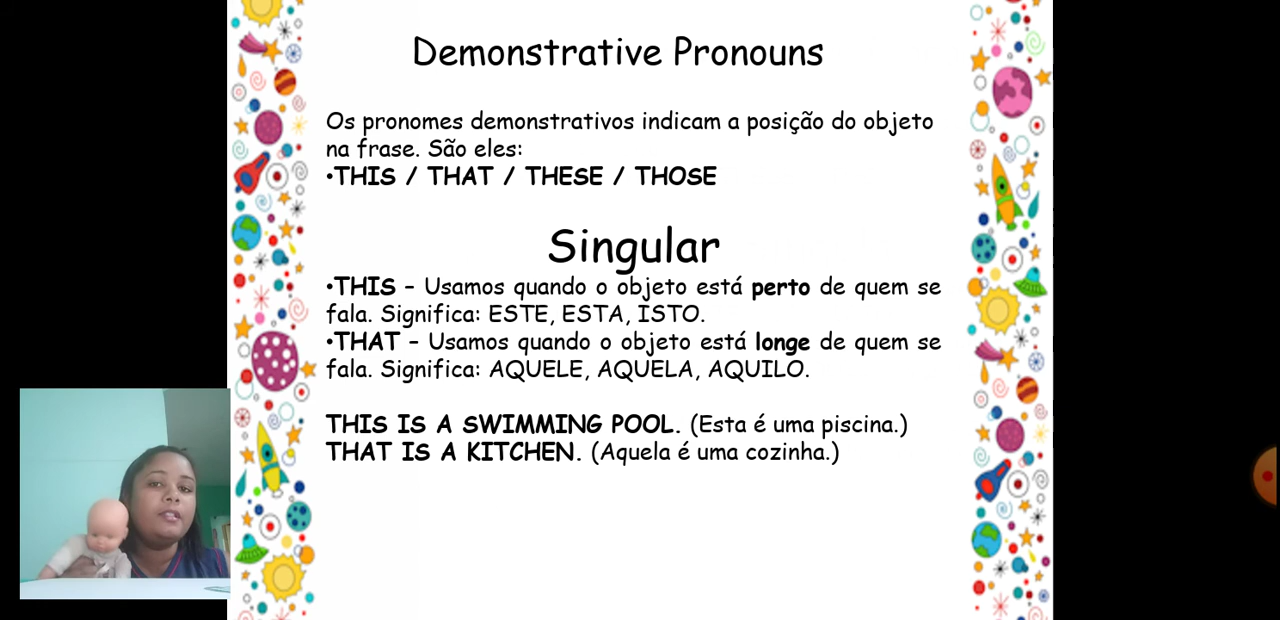 Demonstrative Pronouns
Os pronomes demonstrativos indicam a posição do objeto
na frase. São eles:
•THIS / THAT / THESE / THOSE
Singular
•THIS – Usamos quando o objeto está perto de quem se
fala. Significa: ESTE, ESTA, ISTO.
•THAT – Usamos quando o objeto está longe de quem se
fala. Significa: AQUELE, AQUELA, AQUILO.
THIS IS A SWIMMING POOL. (Esta é uma piscina.)
THAT IS A KITCHEN. (Aquela é uma cozinha.)